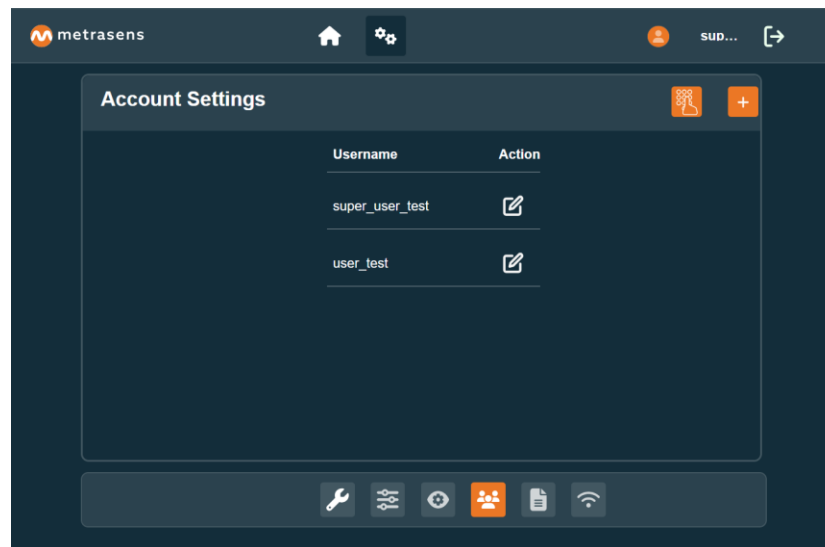 metrasens
sup...
Account Settings
+
Username Action
super_user_test
user_test